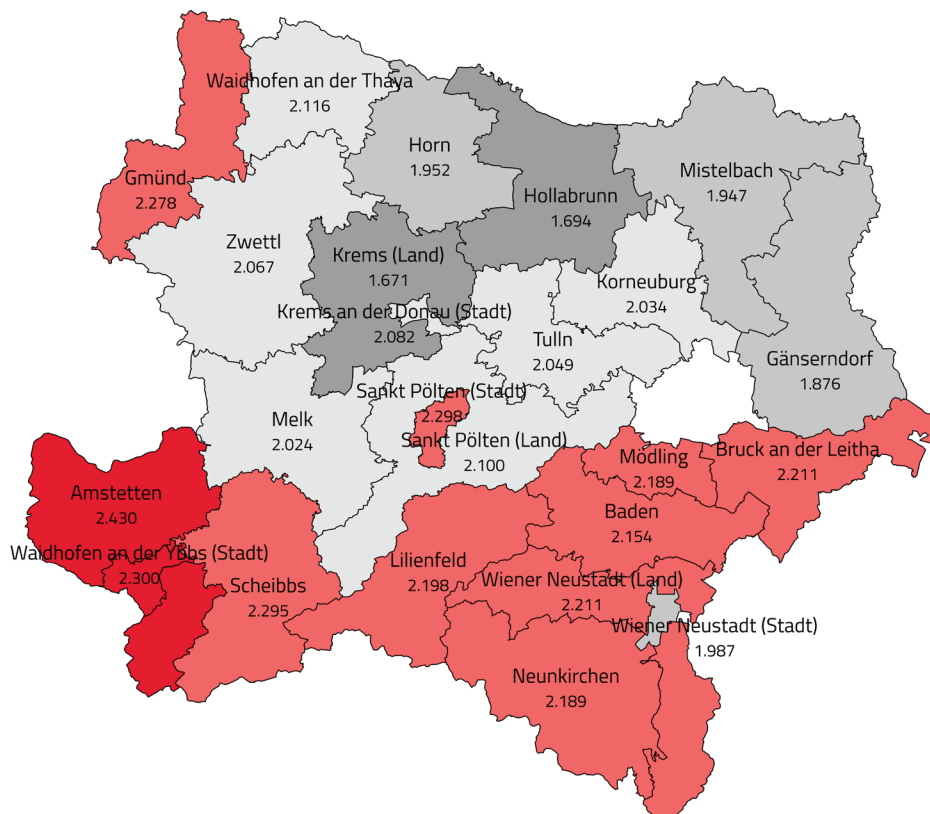 Waidhofen an der Thaya
2.116
Horn
1.952
Gmünd
2.278
Hollabrunn
1.694
Mistelbach
1.947
Zwettl
2.067
Krems (Land)
1.671
Korneuburg
2.034
Krems an der Donau (Stadt)
2.082
Tulln
2.049
Gänserndorf
1.876
Sankt Pölten (Stadt)
2.298
Melk
2.024
Sankt Pölten (Land)
2.100
Mödling
2.189
Bruck an der Leitha
2.211
Amstetten
2.430
Baden
2.154
Waidhofen an der Ybbs (Stadt)
2.300
Scheibbs
2.295
Lilienfeld
2.198
Wiener Neustadt (Land)
2.211
Wiener Neustadt (Stadt)
1.987
Neunkirchen
2.189